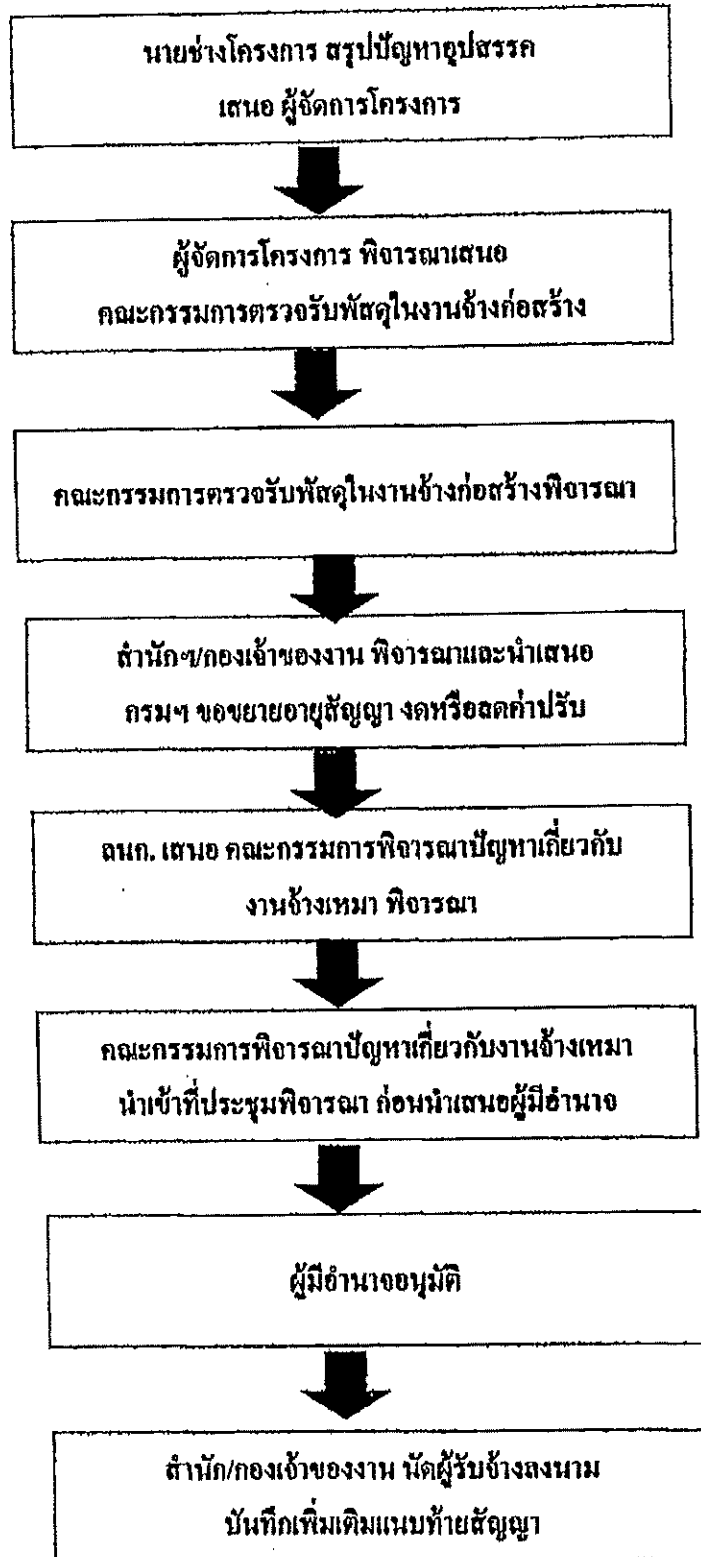 นายช่างโครงการ สรุปปัญหาอุปสรรค
เสนอ ผู้จัดการโครงการ
ผู้จัดการโครงการ พิจารณาเสนอ
คณะกรรมการตรวจรับพัสดุในงานจ้างก่อสร้าง
คณะกรรมการตรวจรับพัสดุในงานจ้างก่อสร้างพิจารณา
สำนักฯ/กองเจ้าของงาน พิจารณาและนำเสนอ
กรมฯ ขอขยายอายุสัญญา งดหรือลดค่าปรับ
ลนก. เสนอ คณะกรรมการพิจารณาปัญหาเกี่ยวกับ
งานจ้างเหมา พิจารณา
คณะกรรมการพิจารณาปัญหาเกี่ยวกับงานจ้างเหมา
นำเข้าที่ประชุมพิจารณา ก่อนนำเสนอผู้มีอำนาจ
ผู้มีอำนาจอนุมัติ
สำนัก/กองเจ้าของงาน นัดผู้รับจ้างลงนาม
บันทึกเพิ่มเติมแนบท้ายสัญญา